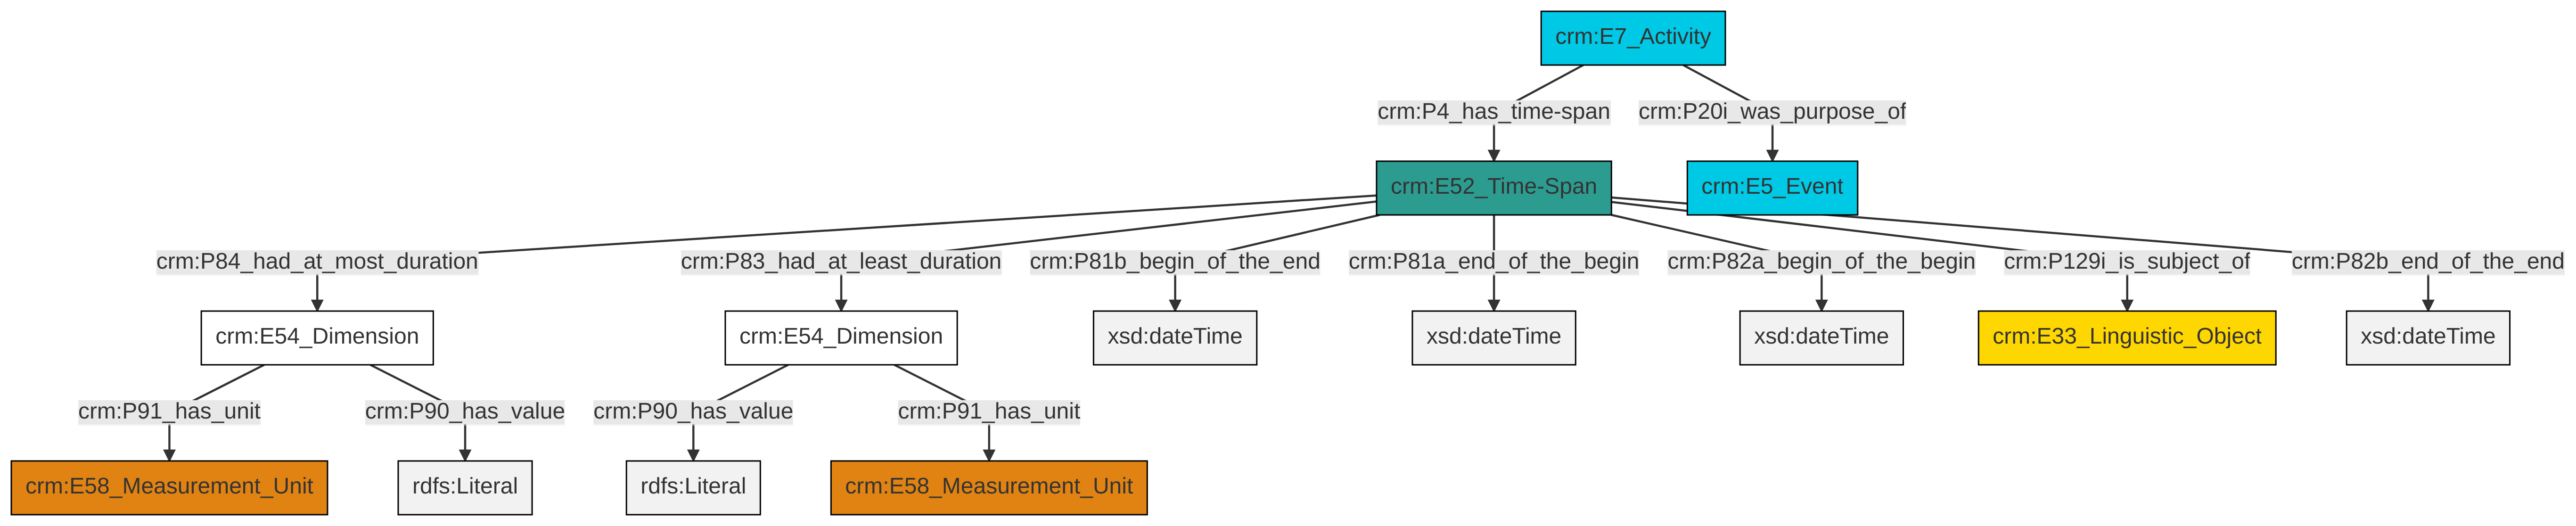 crm:E7_Activity
crm:P4_has_time-span
crm:P20i_was_purpose_of
crm:E52_Time-Span
crm:E5_Event
crm:P84_had_at_most_duration
crm:P83_had_at_least_duration
crm:P81b_begin_of_the_end
crm:P81a_end_of_the_begin
crm:P82a_begin_of_the_begin
crm:P129i_is_subject_of
crm:P82b_end_of_the_end
crm:E54_Dimension
crm:E54_Dimension
xsd:dateTime
xsd:dateTime
xsd:dateTime
crm:E33_Linguistic_Object
xsd:dateTime
crm:P91_has_unit
crm:P90_has_value
crm:P90_has_value
crm:P91_has_unit
crm:E58_Measurement_Unit
rdfs:Literal
rdfs:Literal
crm:E58_Measurement_Unit